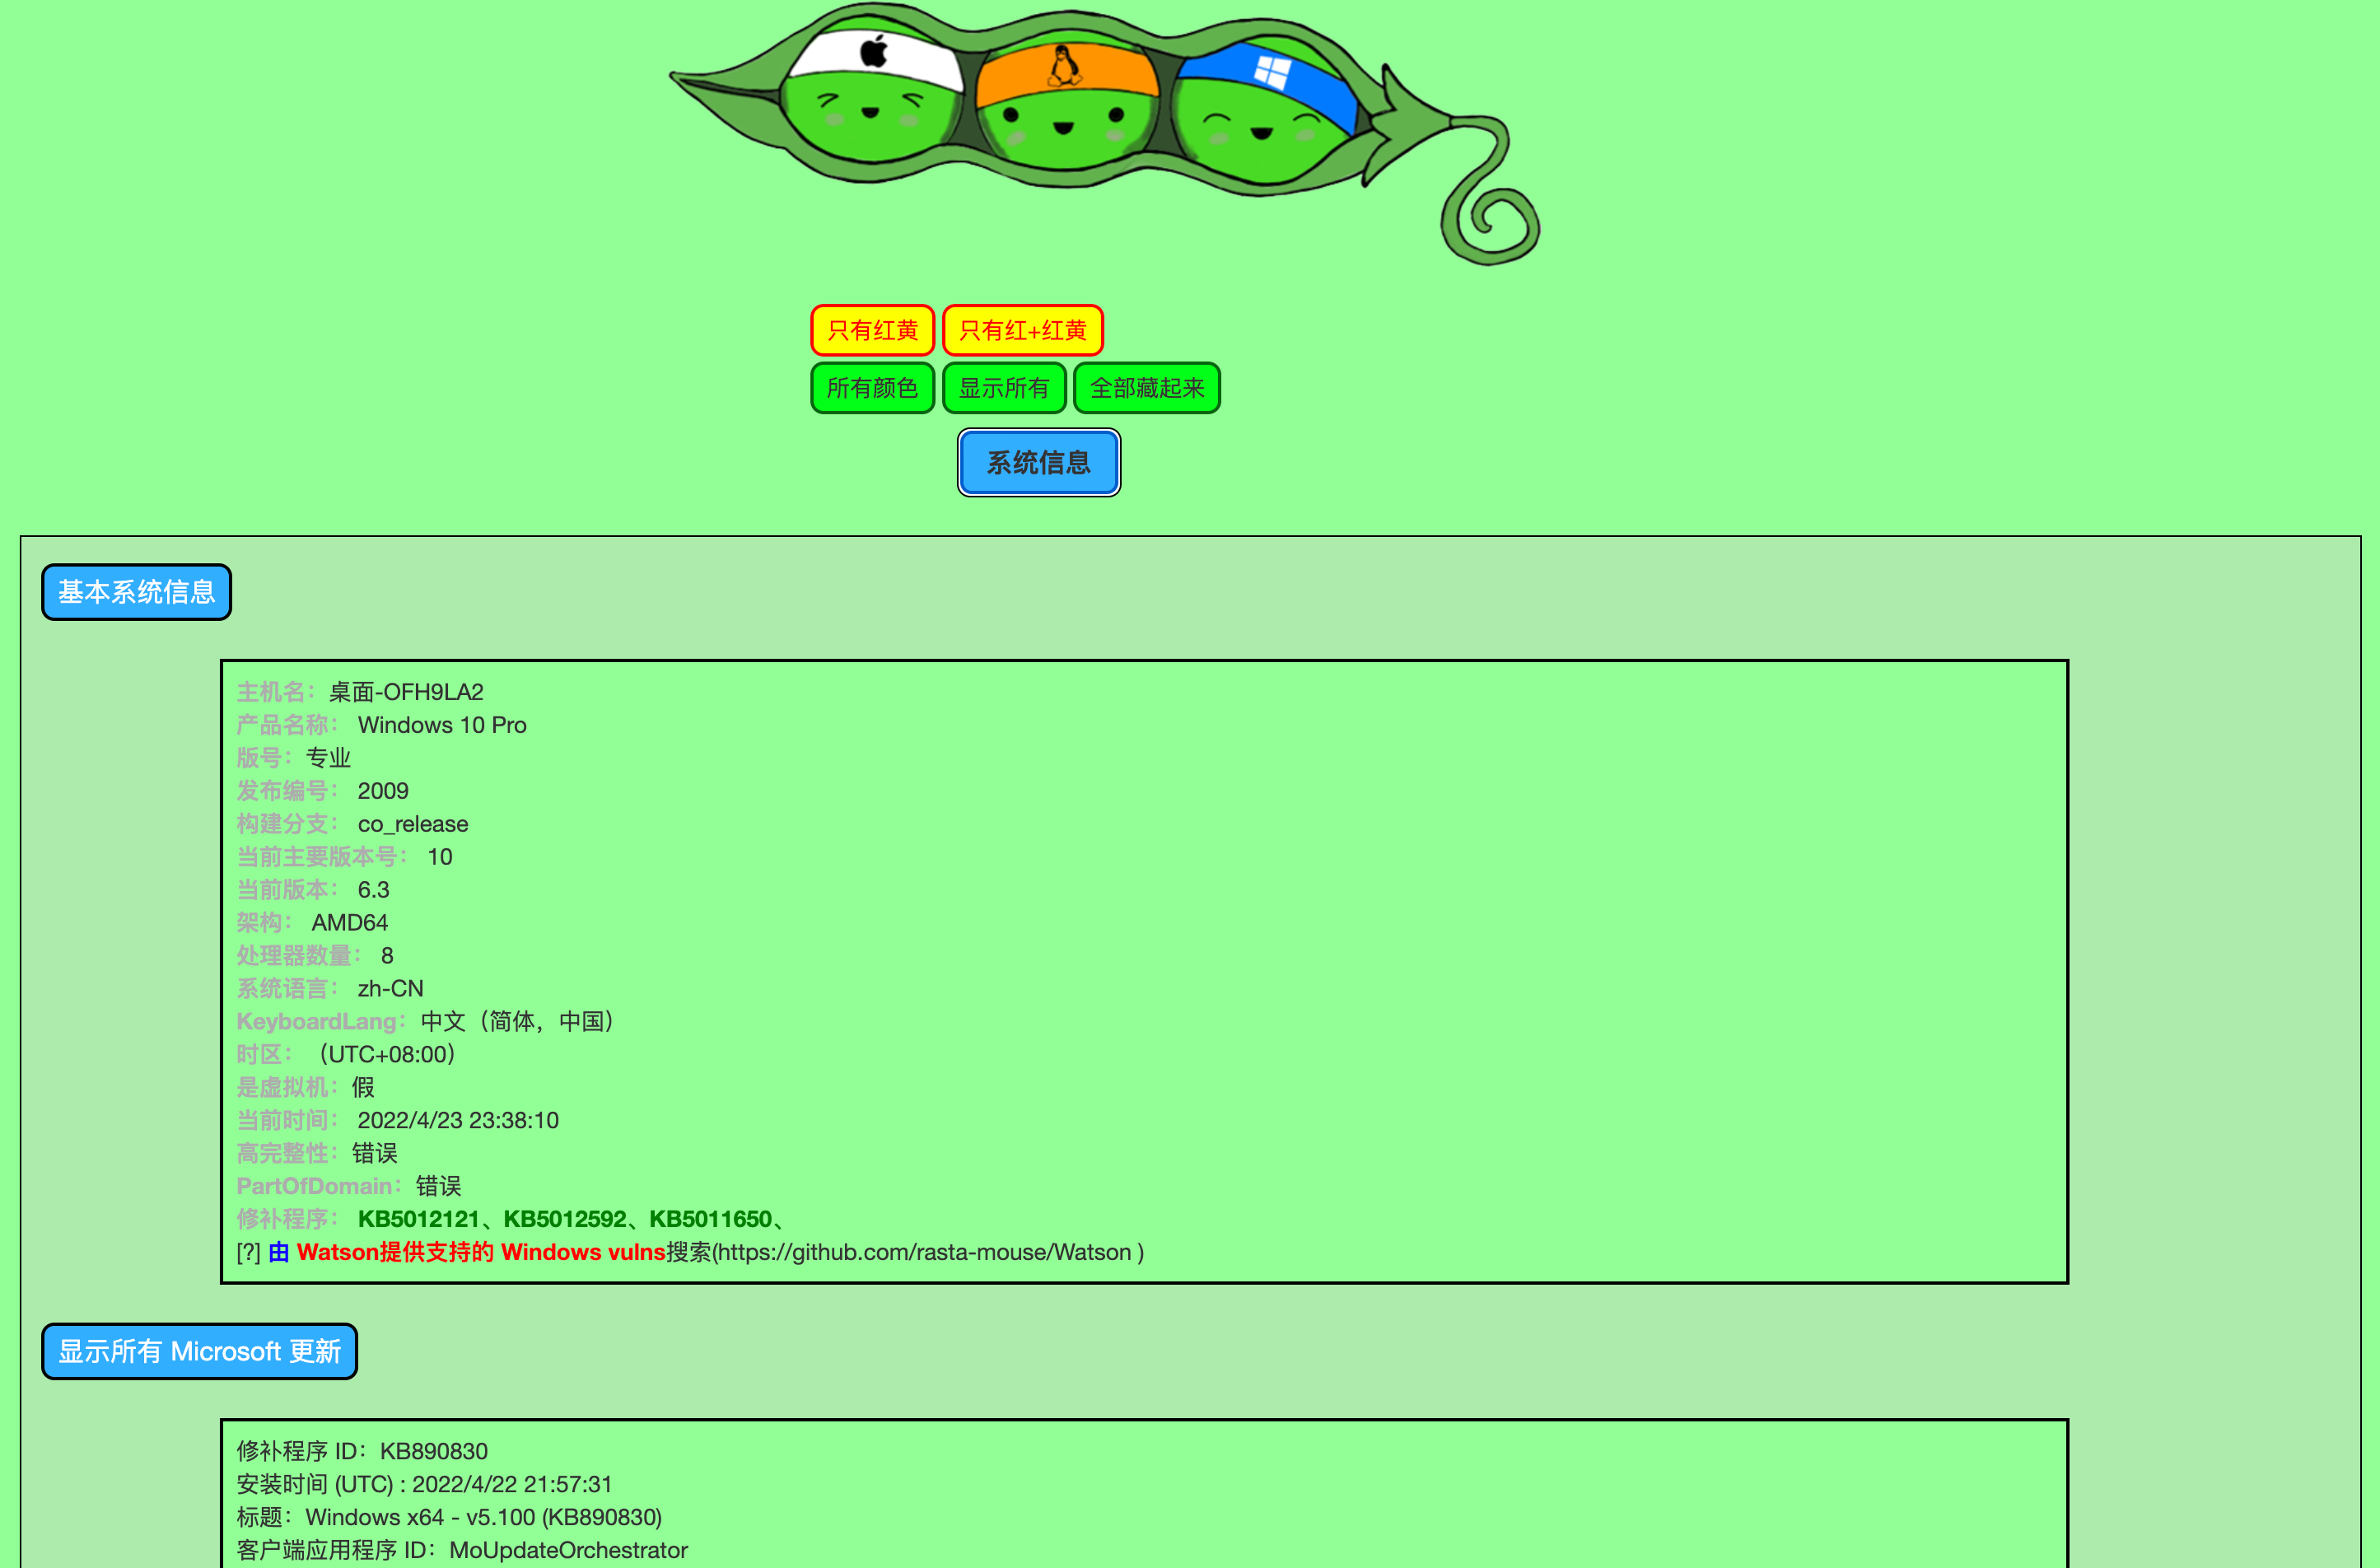 只有红黄 只有红+红黄
所有颜色 显示所有 全部藏起来
系统信息
基本系统信息
主机名：桌面-OFH9LA2
产品名称： Windows 10 Pro
版号：专业
发布编号： 2009
构建分支： co_release
当前主要版本号： 10
当前版本： 6.3
架构： AMD64
处理器数量： 8
系统语言： zh-CN
KeyboardLang：中文（简体，中国）
时区： （UTC+08:00）
是虚拟机：假
当前时间： 2022/4/23 23:38:10
高完整性：错误
PartOfDomain：错误
修补程序： KB5012121、KB5012592、KB5011650、
[?] 由 Watson提供支持的 Windows vulns搜索(https://github.com/rasta-mouse/Watson )
显示所有 Microsoft 更新
修补程序 ID：KB890830
安装时间 (UTC) : 2022/4/22 21:57:31
标题：Windows x64 - v5.100 (KB890830)
客户端应用程序 ID：MoUpdateOrchestrator